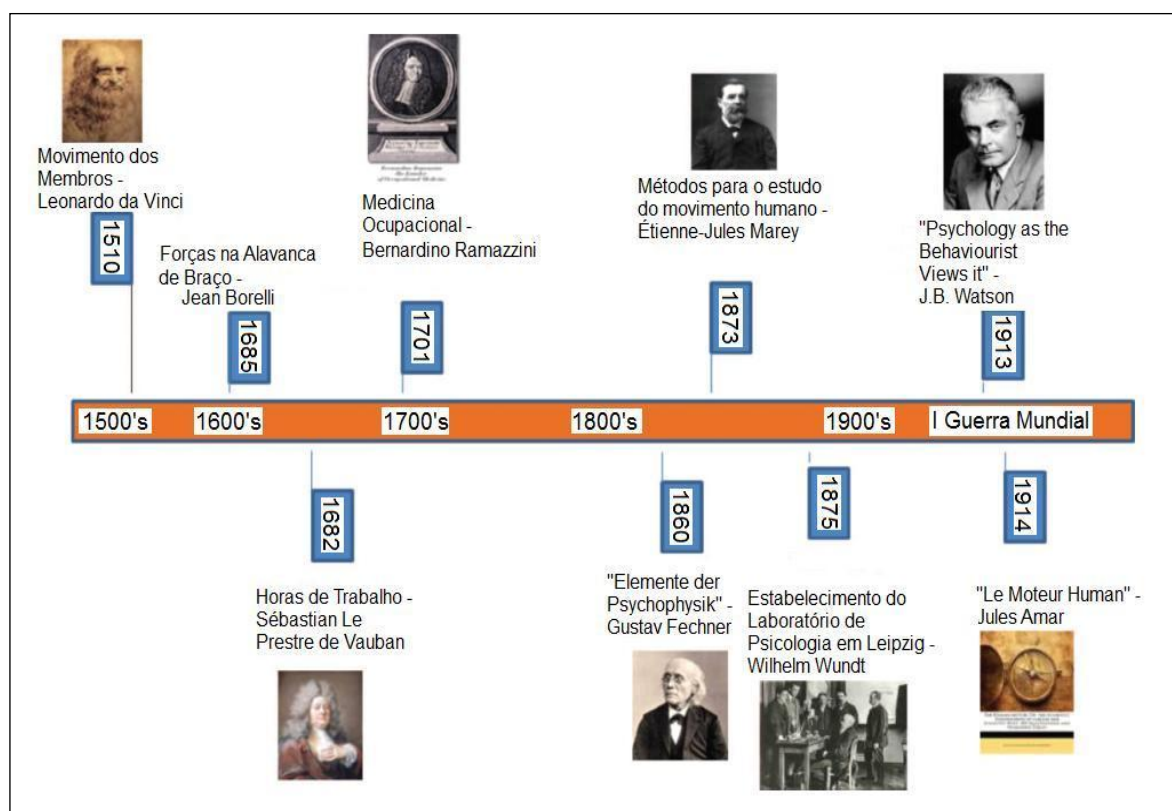 Movimento dos
Membros -
Leonardo da Vinci
1510
Forças na Alavanca
de Braço -
Jean Borelli
1685
Medicina
Ocupacional -
Bernardino Ramazzini
1701
Métodos para o estudo
do movimento humano -
Étienne-Jules Marey
1873
"Psychology as the
Behaviourist
Views it" -
J.B. Watson
1913
1500's
1600's
1700's
1800's
1900's
I Guerra Mundial
1682
Horas de Trabalho -
Sébastian Le
Prestre de Vauban
1860
"Elemente der
Psychophysik" -
Gustav Fechner
1875
Estabelecimento do
Laboratório de
Psicologia em Leipzig -
Wilhelm Wundt
1914
"Le Moteur Human" -
Jules Amar